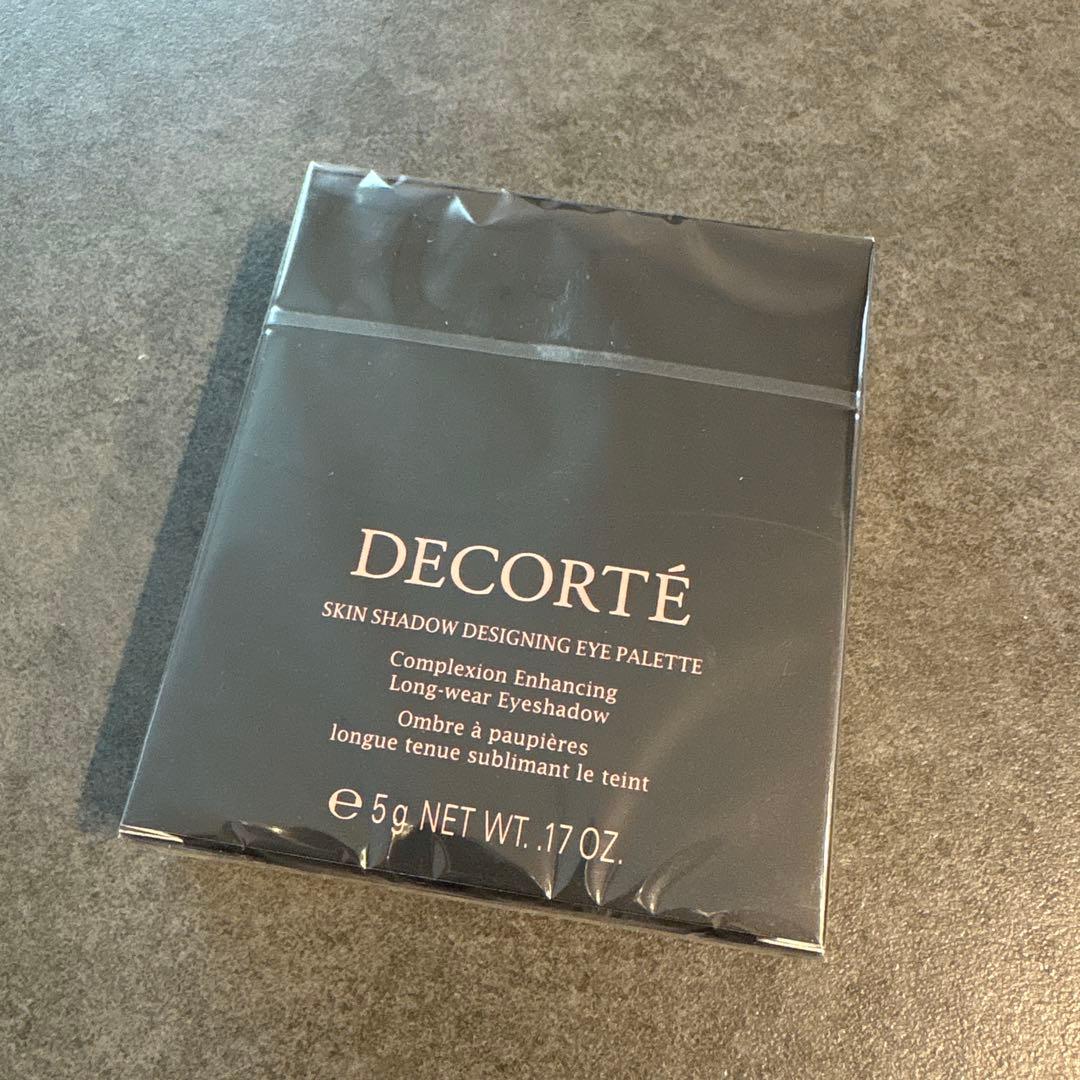 DECORTÉ
SKIN SHADOW DESIGNING EYE PALETTE
Complexion Enhancing
Long-wear Eyeshadow
Ombre à paupières
longue tenue sublimant le teint
℮ 5g NET WT. .17 OZ.